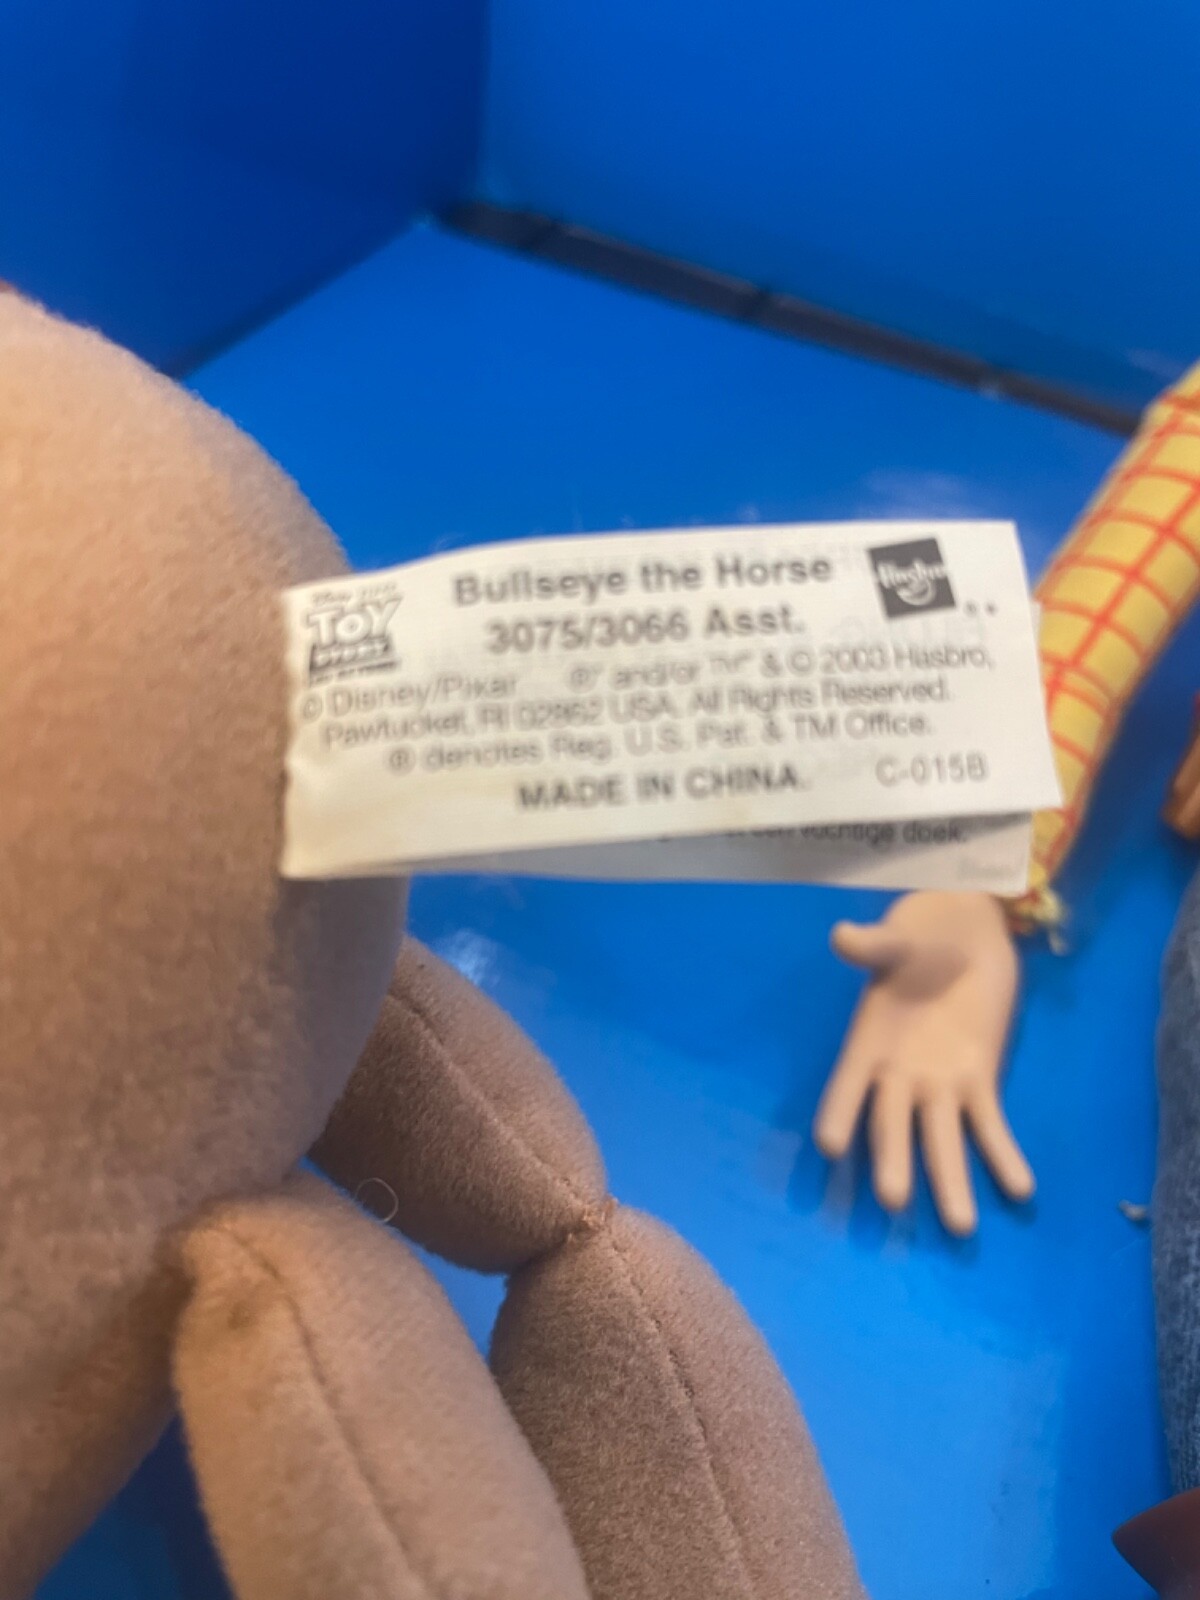 TOY
STORY
Bullseye the Horse
Hasbro
3075/3066 Asst.
© Disney/Pixar ® and/or ™ & © 2003 Hasbro,
Pawtucket, RI 02862 USA. All Rights Reserved.
® denotes Reg. U.S. Pat. & TM Office.
MADE IN CHINA. C-015B
vochtige doek.